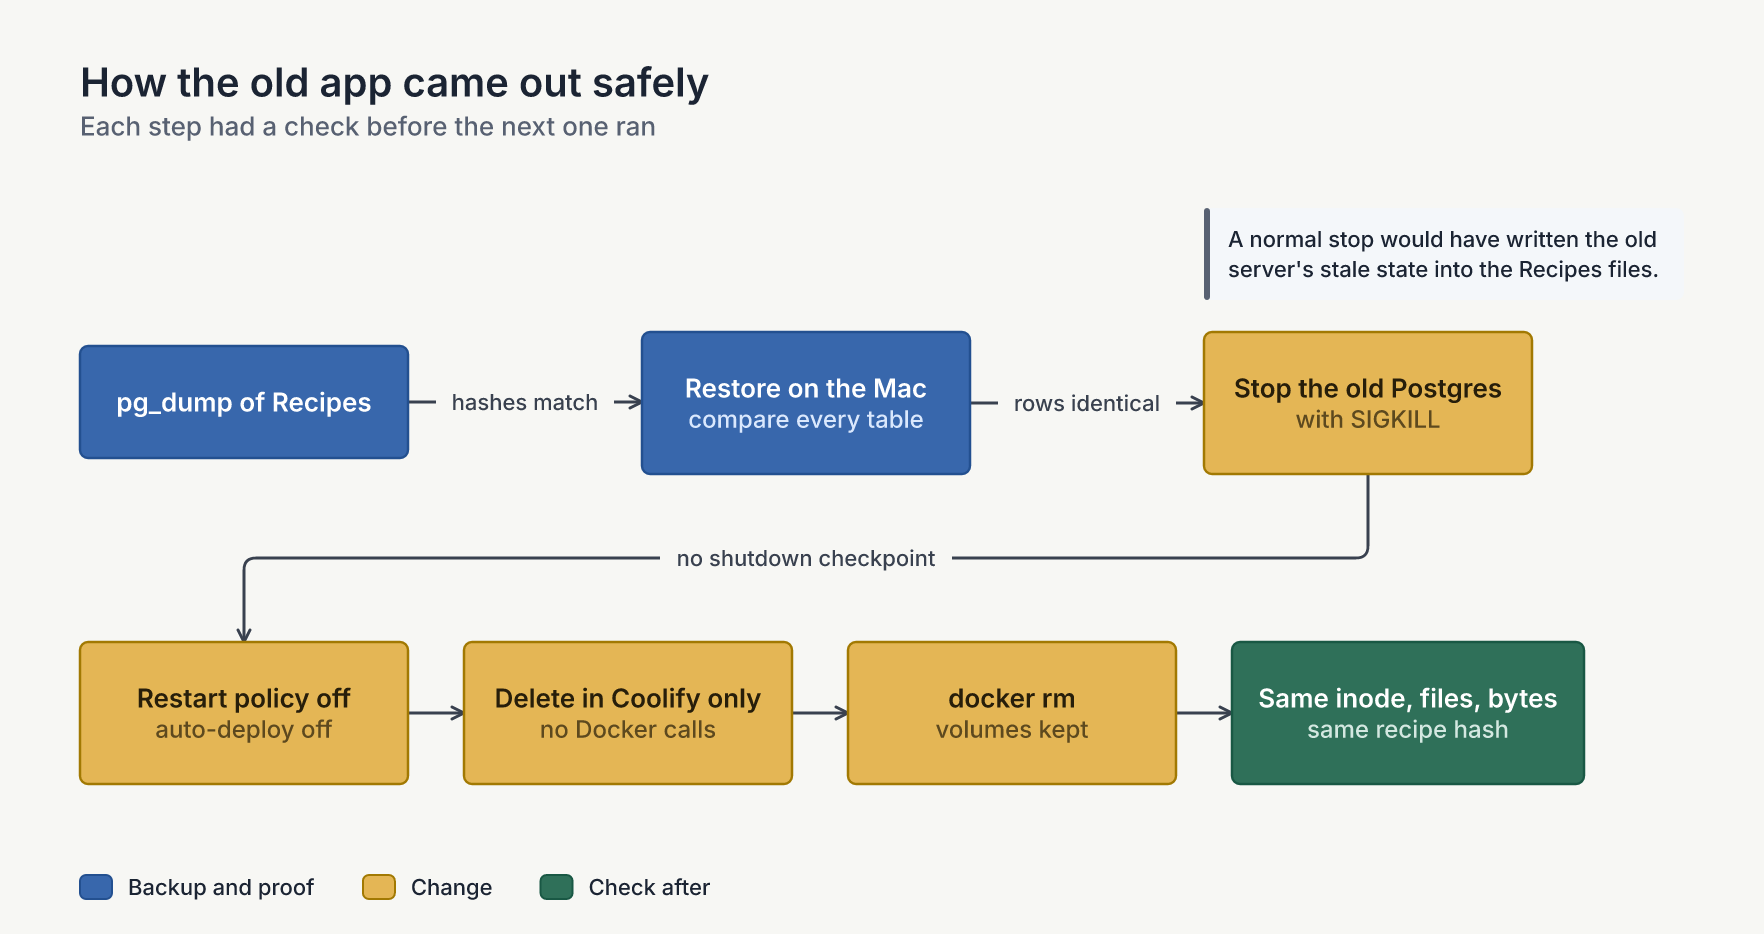 How the old app came out safely
Each step had a check before the next one ran
A normal stop would have written the old
server's stale state into the Recipes files.
pg_dump of Recipes
hashes match
Restore on the Mac
compare every table
rows identical
Stop the old Postgres
with SIGKILL
no shutdown checkpoint
Restart policy off
auto-deploy off
Delete in Coolify only
no Docker calls
docker rm
volumes kept
Same inode, files, bytes
same recipe hash
Backup and proof
Change
Check after